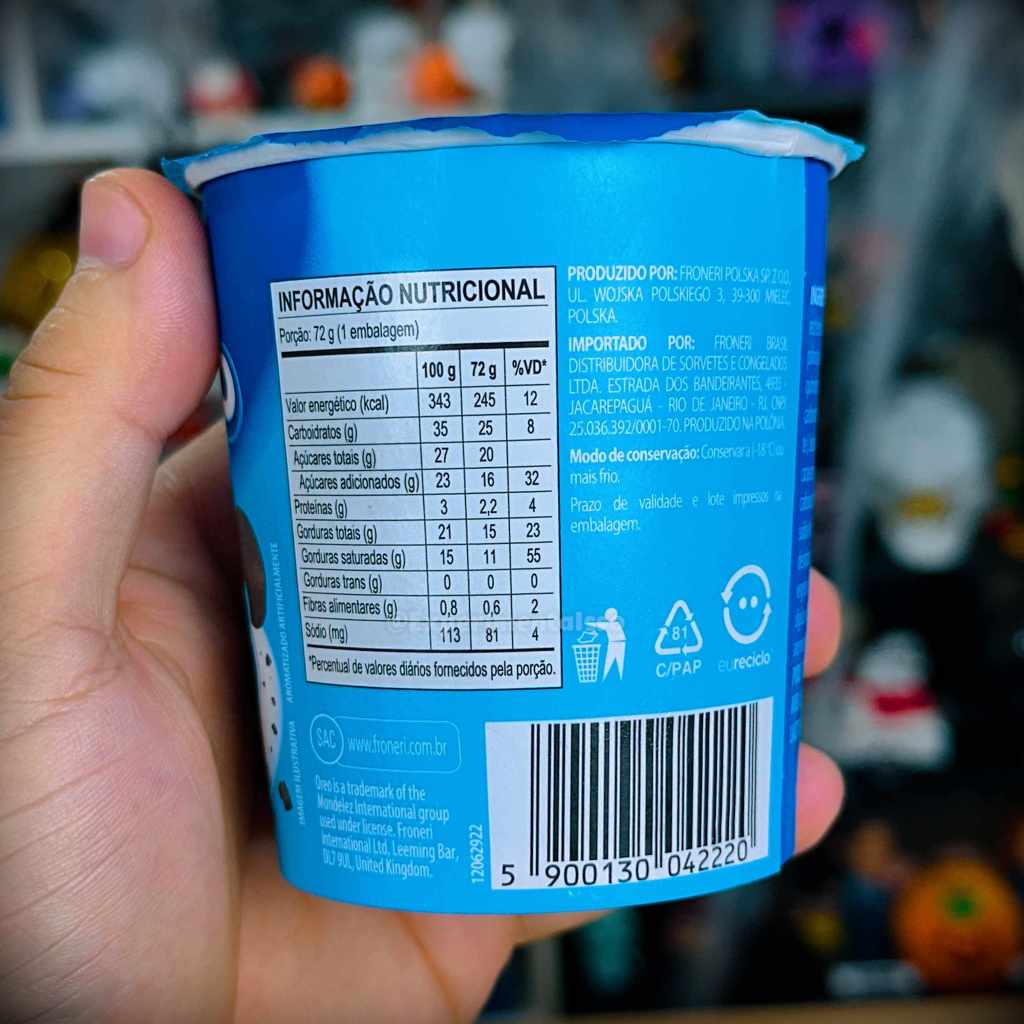 INFORMAÇÃO NUTRICIONAL
Porção: 72 g (1 embalagem)
100 g 72 g %VD*
Valor energético (kcal) 343 245 12
Carboidratos (g) 35 25 8
Açúcares totais (g) 27 20
Açúcares adicionados (g) 23 16 32
Proteínas (g) 3 2,2 4
Gorduras totais (g) 21 15 23
Gorduras saturadas (g) 15 11 55
Gorduras trans (g) 0 0 0
Fibras alimentares (g) 0,8 0,6 2
Sódio (mg) 113 81 4
*Percentual de valores diários fornecidos pela porção.
PRODUZIDO POR: FRONERI POLSKA SP. Z O.O.
UL. WOJSKA POLSKIEGO 3, 39-300 MIELEC,
POLSKA.
IMPORTADO POR: FRONERI BRASIL
DISTRIBUIDORA DE SORVETES E CONGELADOS
LTDA. ESTRADA DOS BANDEIRANTES,
JACAREPAGUÁ - RIO DE JANEIRO - RJ. CNPJ
25.036.392/0001-70. PRODUZIDO NA POLÔNIA.
Modo de conservação: Conservar a (-18 °C) ou
mais frio.
Prazo de validade e lote impressos na
embalagem.
81
C/PAP
eureciclo
IMAGEM ILUSTRATIVA AROMATIZADO ARTIFICIALMENTE
SAC www.froneri.com.br
Oreo is a trademark of the
Mondelez International group
used under license. Froneri
International Ltd, Leeming Bar,
DL7 9UL, United Kingdom.
12062922
5 900130 042220